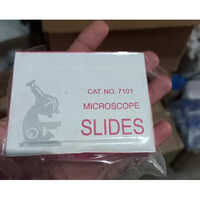 CAT. NO. 7101
MICROSCOPE
SLIDES